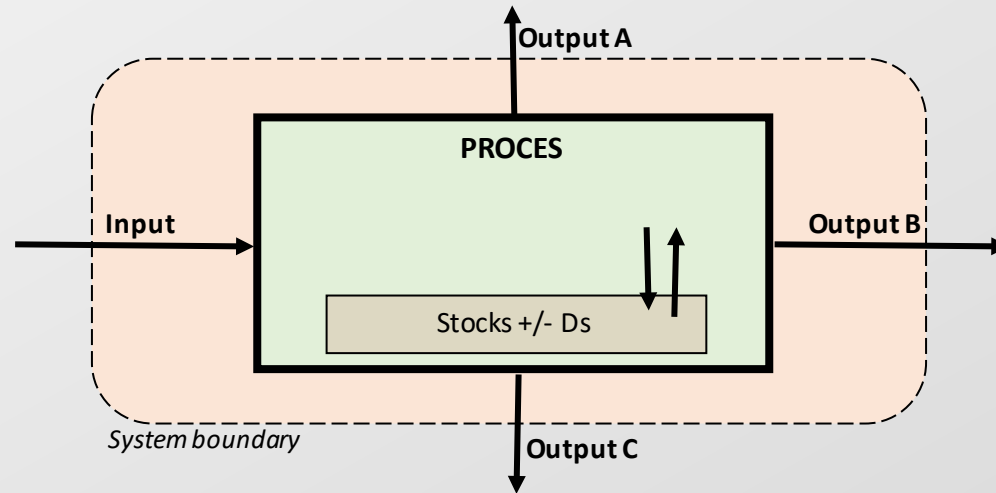 Output A
PROCES
Input
Output B
Stocks +/- Ds
System boundary
Output C